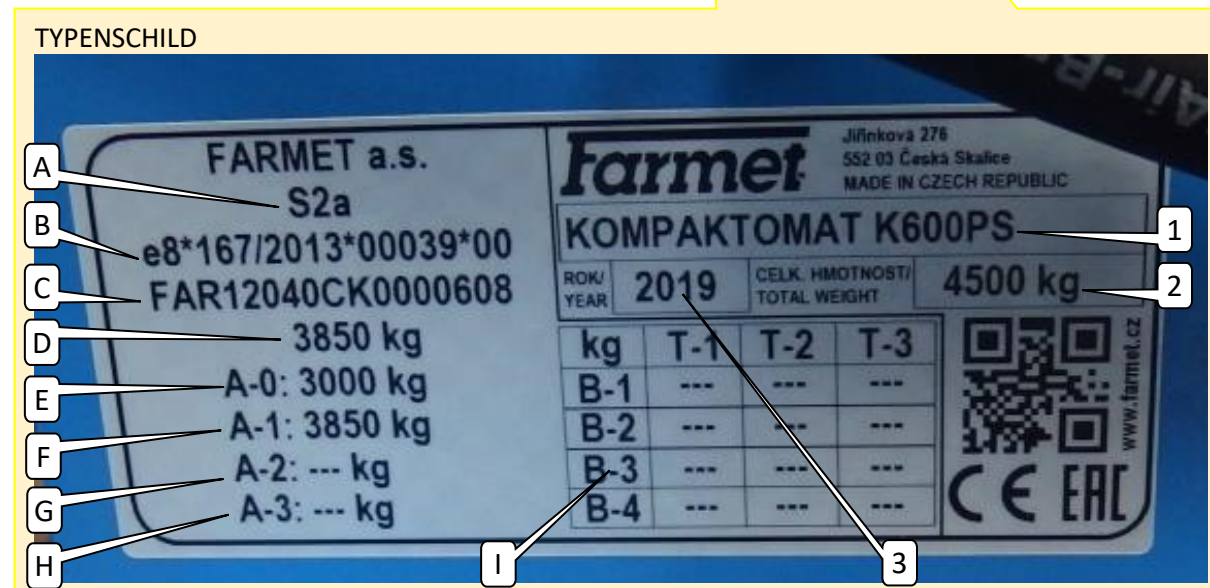 TYPENSCHILD
Air-B
FARMET a.s.
S2a
e8*167/2013*00039*00
FAR12040CK0000608
3850 kg
A-0: 3000 kg
A-1: 3850 kg
A-2: --- kg
A-3: --- kg
Farmet
Jiřinková 276
552 03 Česká Skalice
MADE IN CZECH REPUBLIC
KOMPAKTOMAT K600PS
ROK/ YEAR 2019 CELK. HMOTNOST/ TOTAL WEIGHT 4500 kg
kg T-1 T-2 T-3
B-1 --- --- ---
B-2 --- --- ---
B-3 --- --- ---
B-4 --- --- ---
www.farmet.cz
CE EAC
A
B
C
D
E
F
G
H
I
1
2
3